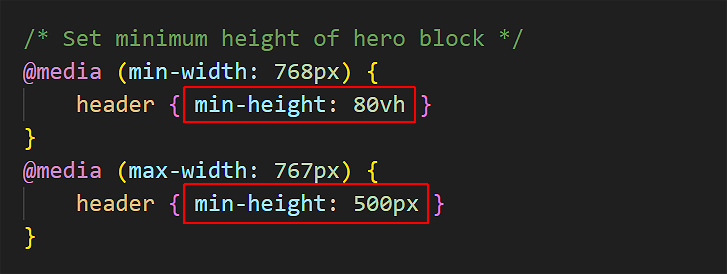 /* Set minimum height of hero block */
@media (min-width: 768px) {
header { min-height: 80vh }
}
@media (max-width: 767px) {
header { min-height: 500px }
}